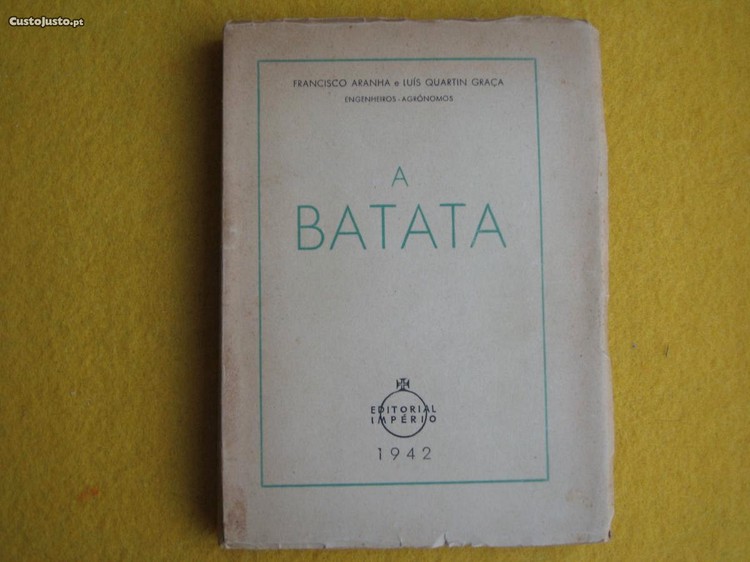 CustoJusto.pt
FRANCISCO ARANHA e LUÍS QUARTIN GRAÇA
ENGENHEIROS-AGRÓNOMOS
A
BATATA
EDITORIAL
IMPÉRIO
1942